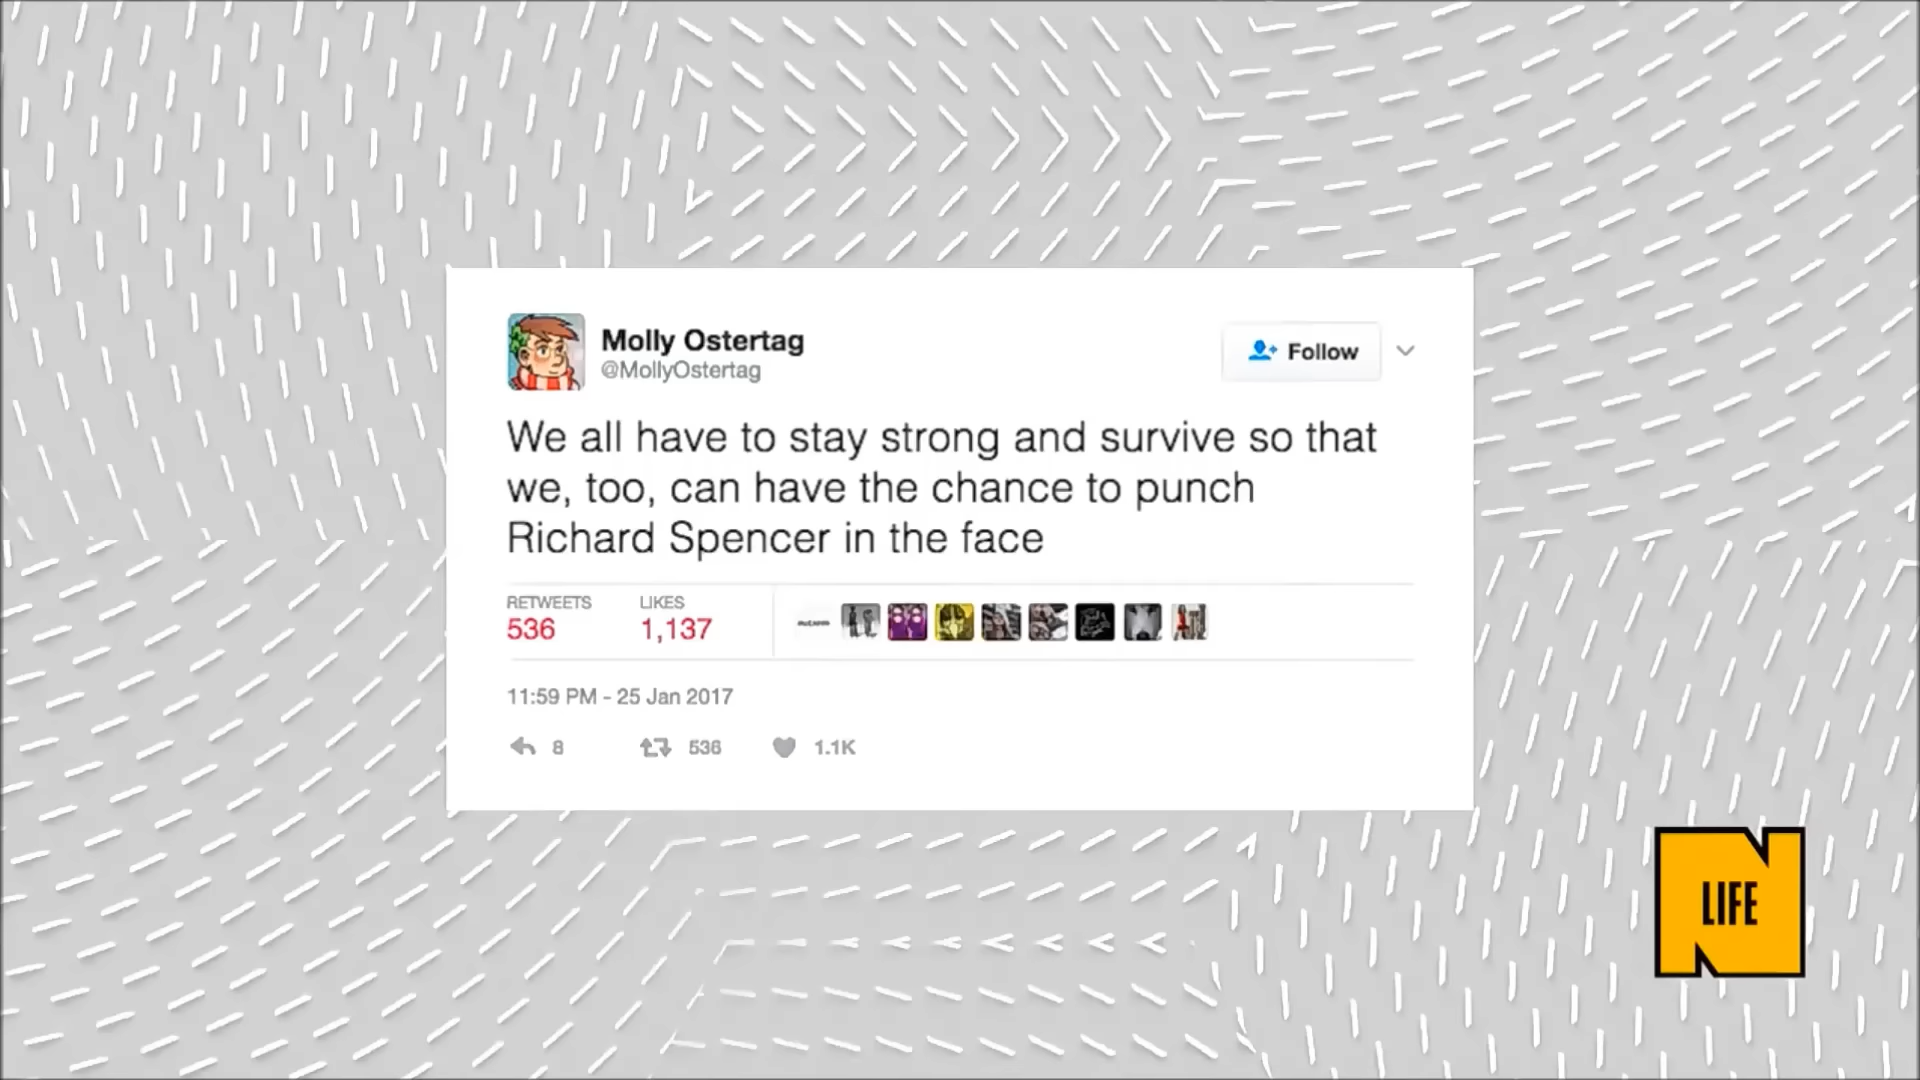 Molly Ostertag
@MollyOstertag
Follow
We all have to stay strong and survive so that
we, too, can have the chance to punch
Richard Spencer in the face
RETWEETS LIKES
536 1,137
11:59 PM - 25 Jan 2017
8 536 1.1K
LIFE